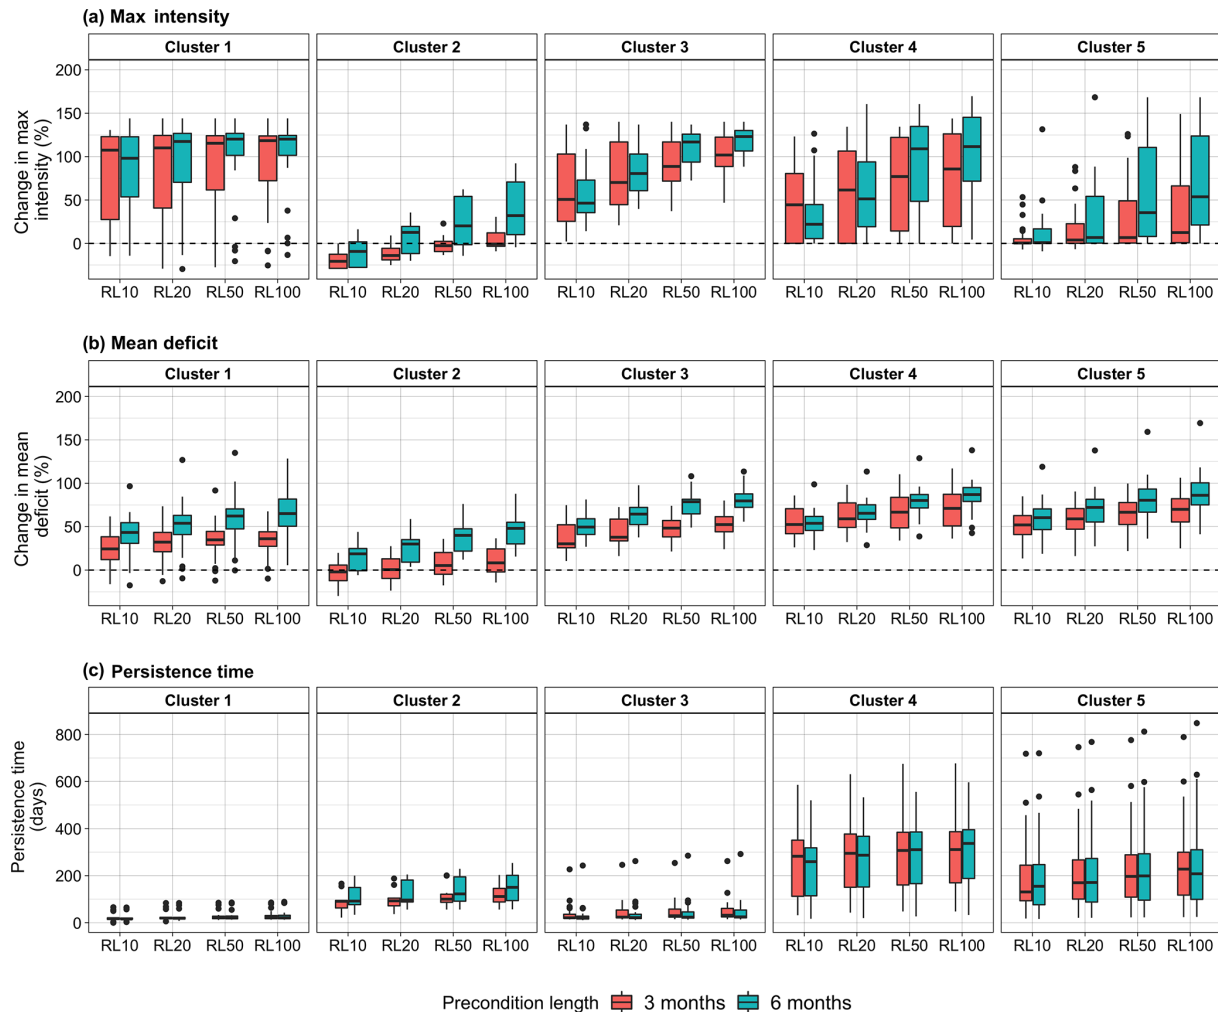 (a) Max intensity
Cluster 1 Cluster 2 Cluster 3 Cluster 4 Cluster 5
Change in max
intensity (%)
200
150
100
50
0
RL10 RL20 RL50 RL100 RL10 RL20 RL50 RL100 RL10 RL20 RL50 RL100 RL10 RL20 RL50 RL100 RL10 RL20 RL50 RL100
(b) Mean deficit
Cluster 1 Cluster 2 Cluster 3 Cluster 4 Cluster 5
Change in mean
deficit (%)
200
150
100
50
0
RL10 RL20 RL50 RL100 RL10 RL20 RL50 RL100 RL10 RL20 RL50 RL100 RL10 RL20 RL50 RL100 RL10 RL20 RL50 RL100
(c) Persistence time
Cluster 1 Cluster 2 Cluster 3 Cluster 4 Cluster 5
Persistence time
(days)
800
600
400
200
0
RL10 RL20 RL50 RL100 RL10 RL20 RL50 RL100 RL10 RL20 RL50 RL100 RL10 RL20 RL50 RL100 RL10 RL20 RL50 RL100
Precondition length 3 months 6 months